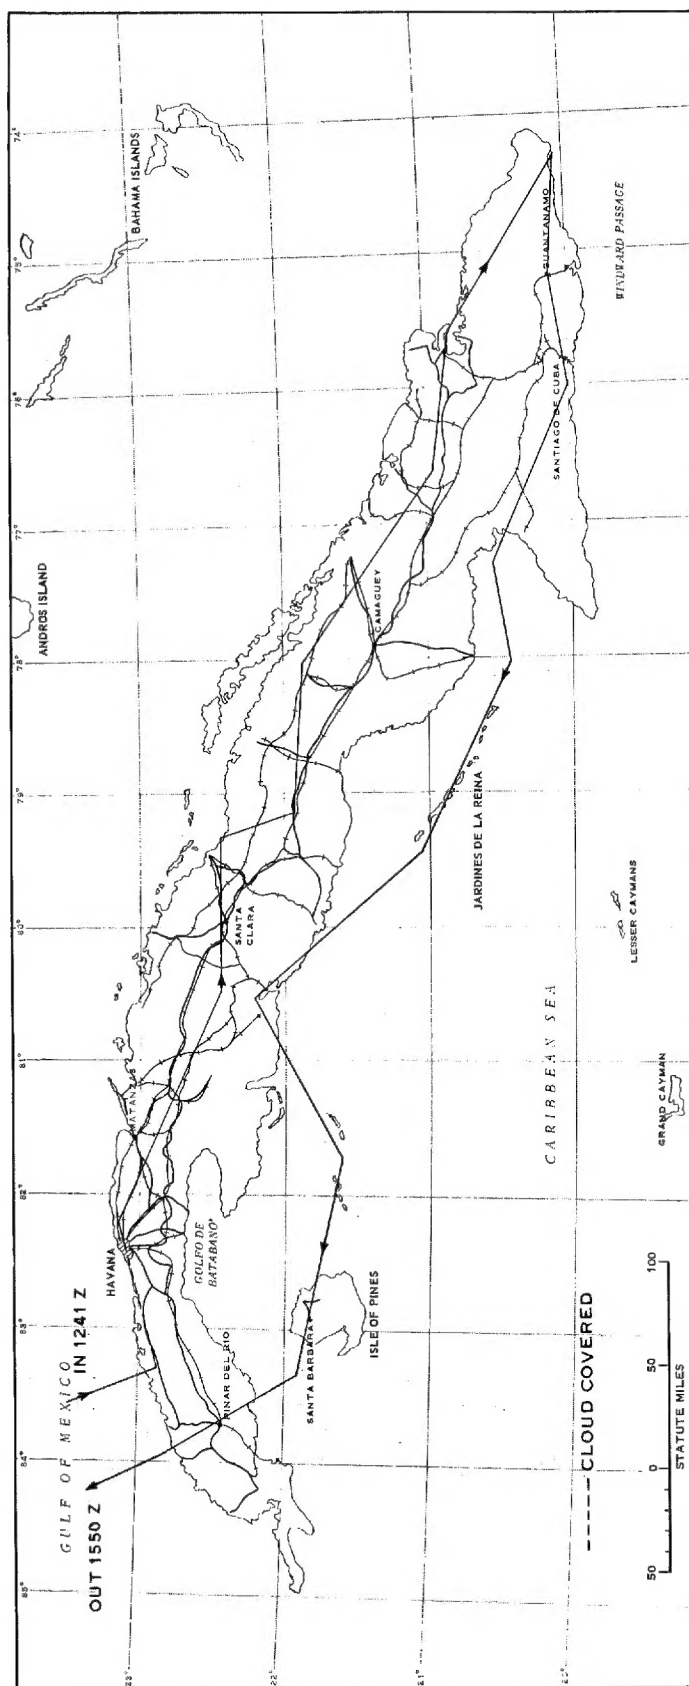 74°
75°
76°
77°
78°
79°
80°
81°
82°
83°
84°
85°
23°
22°
21°
20°
BAHAMA ISLANDS
ANDROS ISLAND
GUANTANAMO
WINDWARD PASSAGE
SANTIAGO DE CUBA
CAMAGUEY
JARDINES DE LA REINA
SANTA
CLARA
LESSER CAYMANS
MATANZAS
CARIBBEAN SEA
GRAND CAYMAN
HAVANA
GOLFO DE
BATABANO
GULF OF MEXICO
IN 1241 Z
OUT 1550 Z
PINAR DEL RIO
SANTA BARBARA
ISLE OF PINES
CLOUD COVERED
50 0 50 100
STATUTE MILES